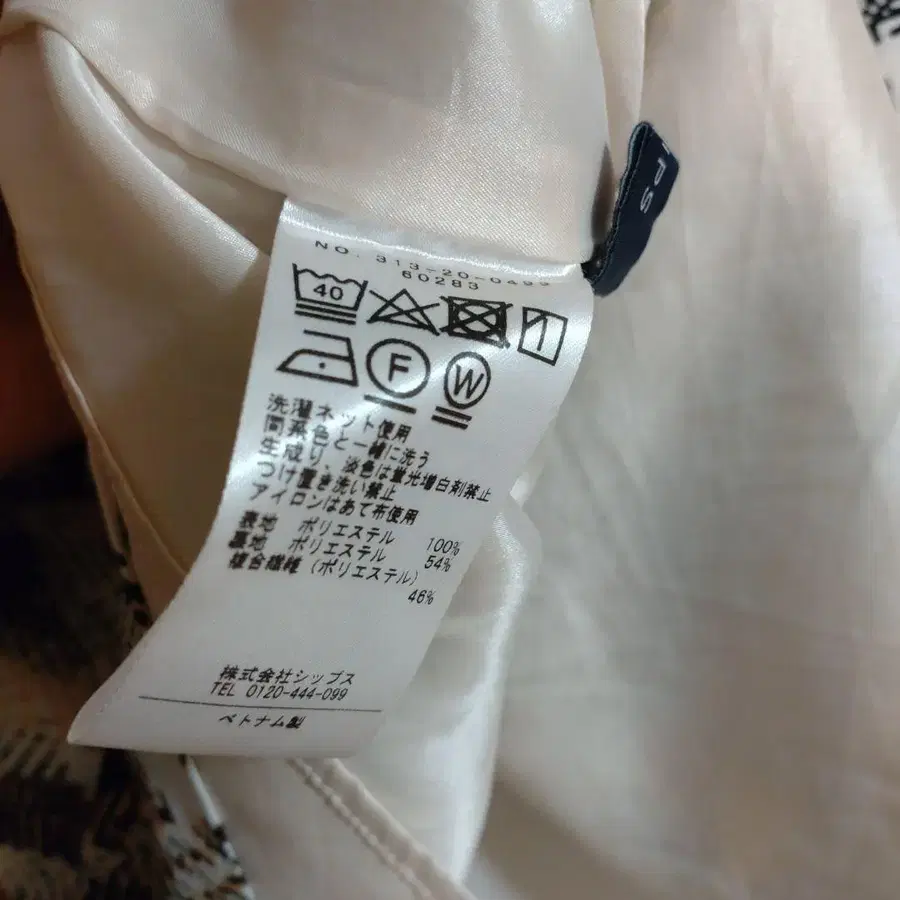 NO. 313-20-0499
60283
40
F
W
洗濯ネット使用
同系色と一緒に洗う
生成り、淡色は蛍光増白剤禁止
つけ置き洗い禁止
アイロンはあて布使用
表地 ポリエステル 100%
裏地 ポリエステル 54%
複合繊維(ポリエステル)
46%
株式会社シップス
TEL 0120-444-099
ベトナム製
PS